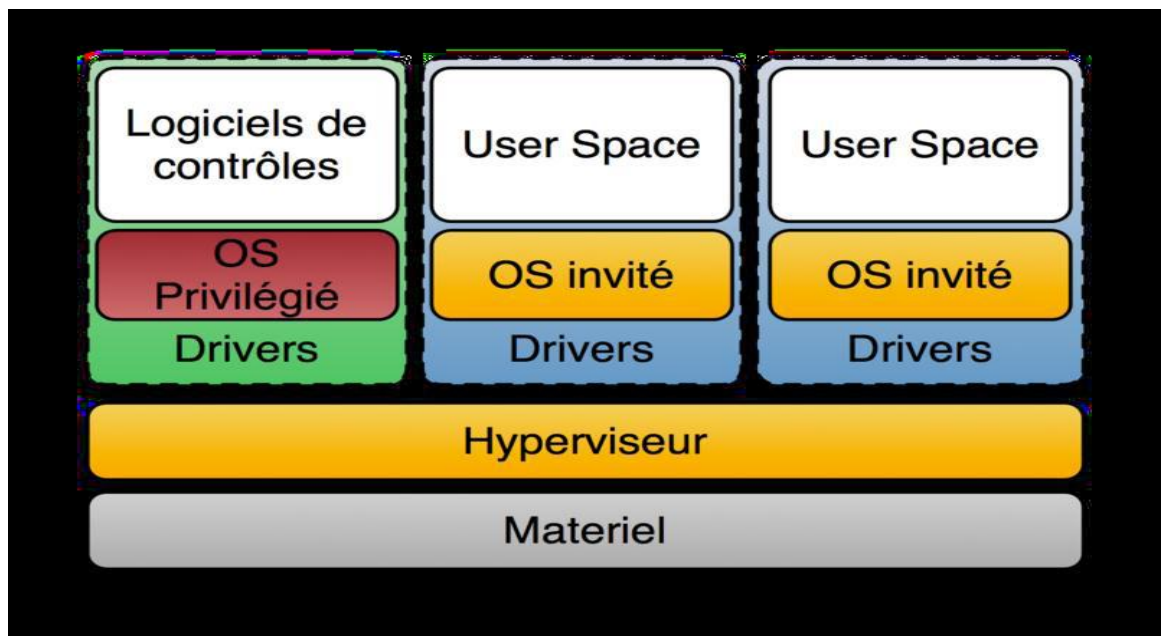 Logiciels de
contrôles
User Space
User Space
OS
Privilégié
OS invité
OS invité
Drivers
Drivers
Drivers
Hyperviseur
Materiel